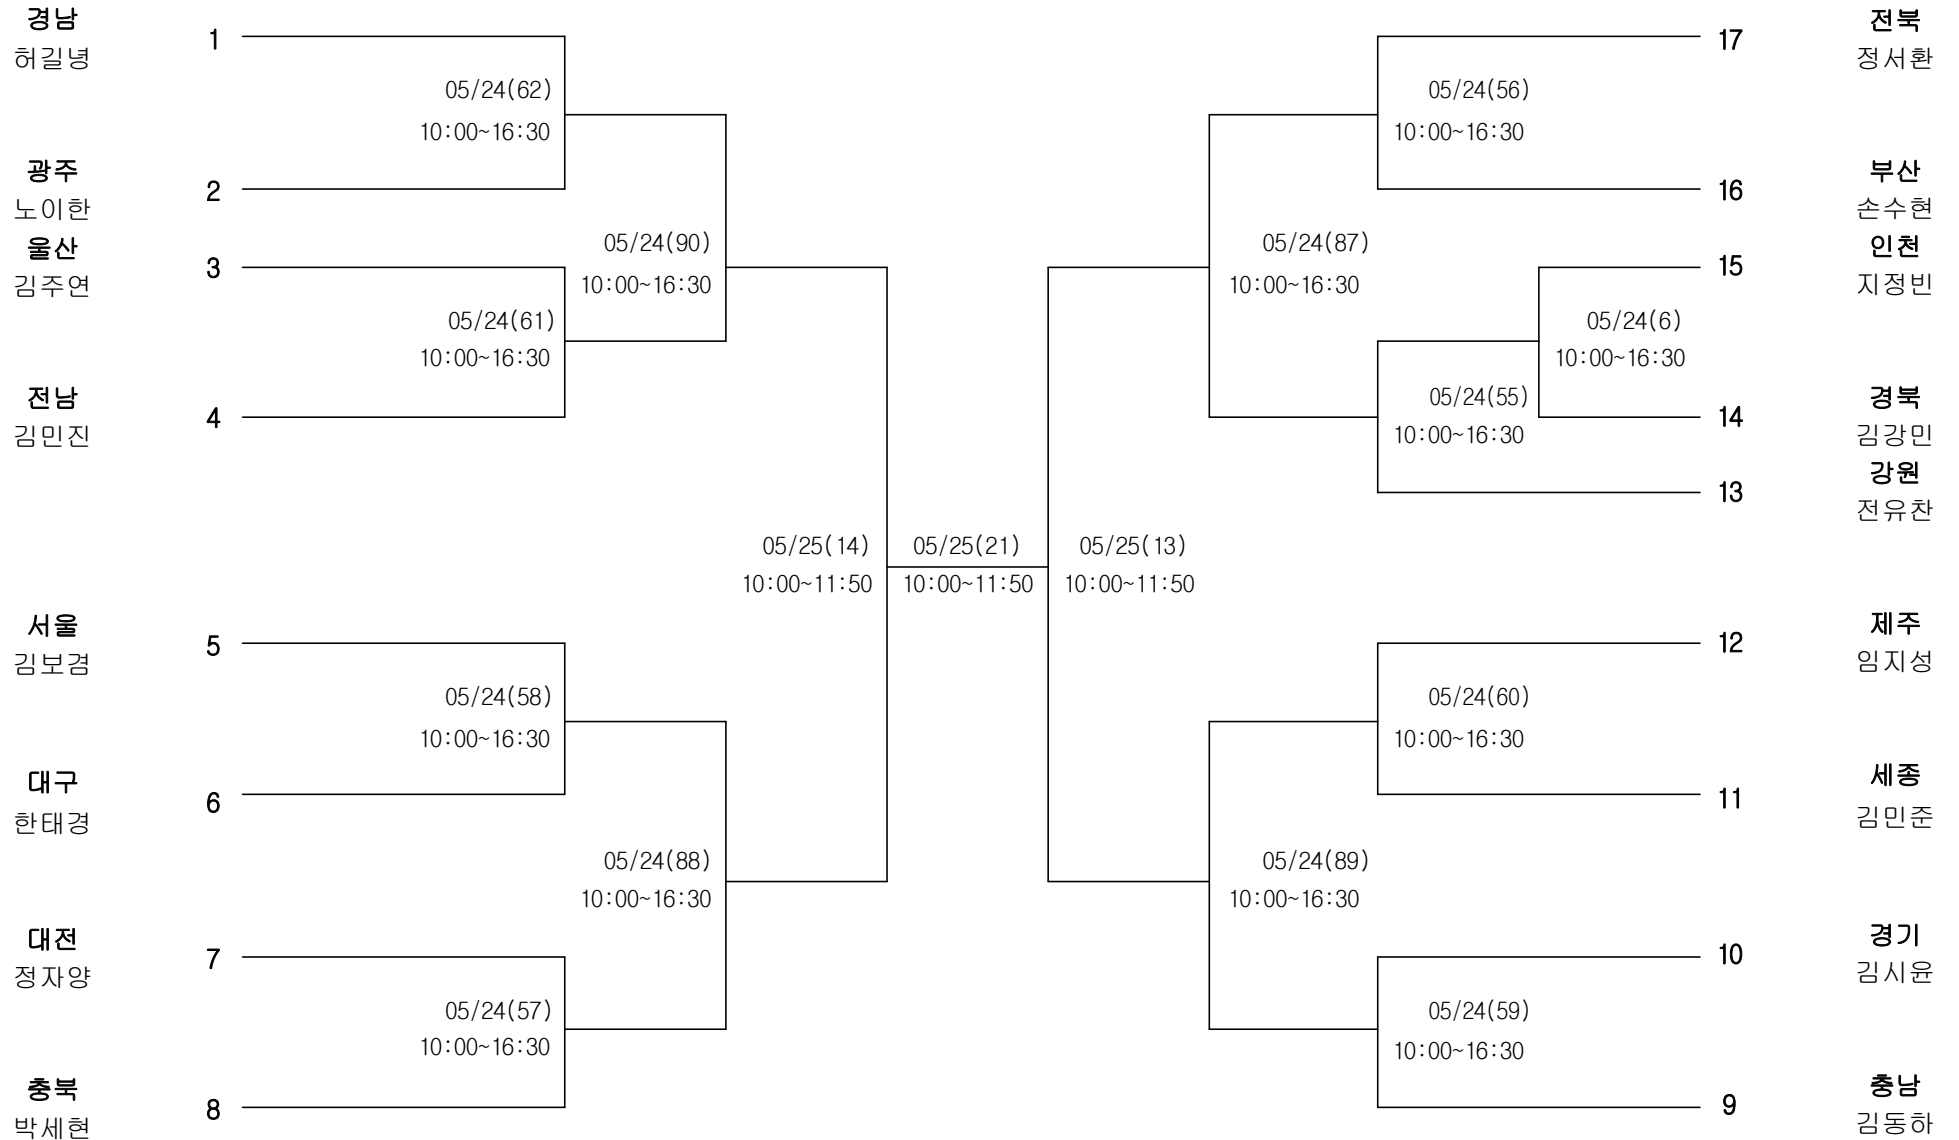 경남
허길녕
1
05/24(62)
10:00~16:30
광주
노이한
2
울산
김주연
3
05/24(90)
10:00~16:30
05/24(61)
10:00~16:30
전남
김민진
4
05/25(14)
10:00~11:50
서울
김보겸
5
05/24(58)
10:00~16:30
대구
한태경
6
05/24(88)
10:00~16:30
대전
정자양
7
05/24(57)
10:00~16:30
충북
박세현
8
05/25(21)
10:00~11:50
전북
정서환
17
05/24(56)
10:00~16:30
부산
손수현
16
05/24(87)
10:00~16:30
인천
지정빈
15
05/24(6)
10:00~16:30
경북
김강민
14
05/24(55)
10:00~16:30
강원
전유찬
13
05/25(13)
10:00~11:50
제주
임지성
12
05/24(60)
10:00~16:30
세종
김민준
11
05/24(89)
10:00~16:30
경기
김시윤
10
05/24(59)
10:00~16:30
충남
김동하
9